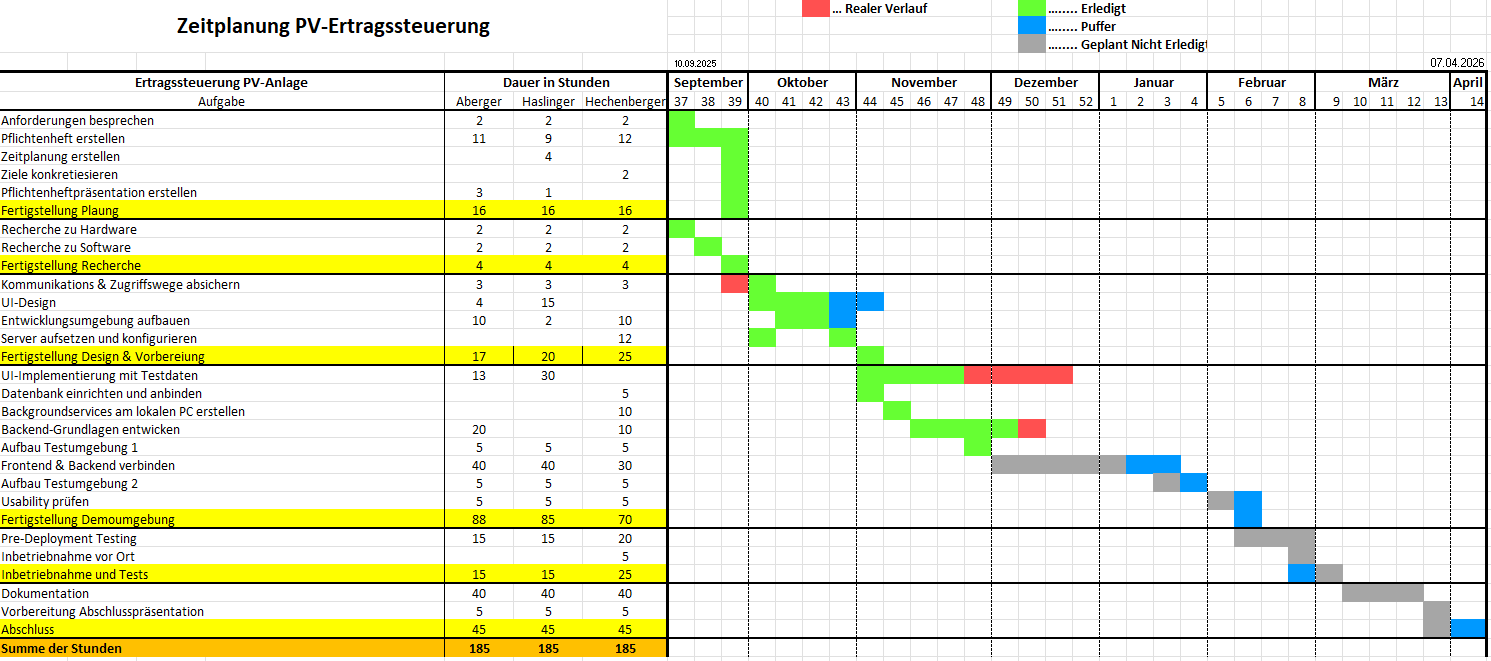 Zeitplanung PV-Ertragssteuerung
... Realer Verlauf
........ Erledigt
........ Puffer
........ Geplant Nicht Erledigt
10.09.2025 07.04.2026
Ertragssteuerung PV-Anlage Dauer in Stunden September Oktober November Dezember Januar Februar März April
Aufgabe Aberger Haslinger Hechenberger 37 38 39 40 41 42 43 44 45 46 47 48 49 50 51 52 1 2 3 4 5 6 7 8 9 10 11 12 13 14
Anforderungen besprechen 2 2 2
Pflichtenheft erstellen 11 9 12
Zeitplanung erstellen 4
Ziele konkretiesieren 2
Pflichtenheftpräsentation erstellen 3 1
Fertigstellung Plaung 16 16 16
Recherche zu Hardware 2 2 2
Recherche zu Software 2 2 2
Fertigstellung Recherche 4 4 4
Kommunikations & Zugriffswege absichern 3 3 3
UI-Design 4 15
Entwicklungsumgebung aufbauen 10 2 10
Server aufsetzen und konfigurieren 12
Fertigstellung Design & Vorbereiung 17 20 25
UI-Implementierung mit Testdaten 13 30
Datenbank einrichten und anbinden 5
Backgroundservices am lokalen PC erstellen 10
Backend-Grundlagen entwicken 20 10
Aufbau Testumgebung 1 5 5 5
Frontend & Backend verbinden 40 40 30
Aufbau Testumgebung 2 5 5 5
Usability prüfen 5 5 5
Fertigstellung Demoumgebung 88 85 70
Pre-Deployment Testing 15 15 20
Inbetriebnahme vor Ort 5
Inbetriebnahme und Tests 15 15 25
Dokumentation 40 40 40
Vorbereitung Abschlusspräsentation 5 5 5
Abschluss 45 45 45
Summe der Stunden 185 185 185